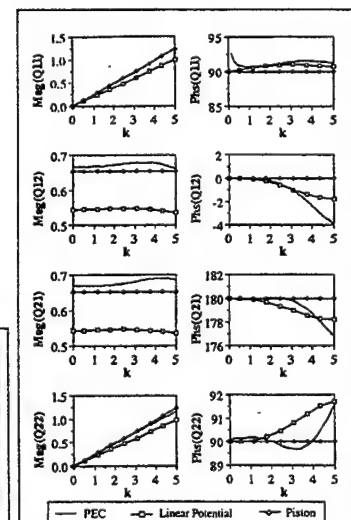 Mag(Q11)
1.5
1.0
0.5
0.0
0 1 2 3 4 5
k
Phs(Q11)
95
90
85
0 1 2 3 4 5
k
Mag(Q12)
0.7
0.6
0.5
0 1 2 3 4 5
k
Phs(Q12)
2
0
-2
-4
0 1 2 3 4 5
k
Mag(Q21)
0.7
0.6
0.5
0 1 2 3 4 5
k
Phs(Q21)
180
178
176
0 1 2 3 4 5
k
Mag(Q22)
1.5
1.0
0.5
0.0
0 1 2 3 4 5
k
Phs(Q22)
92
91
90
89
0 1 2 3 4 5
k
PEC Linear Potential Piston